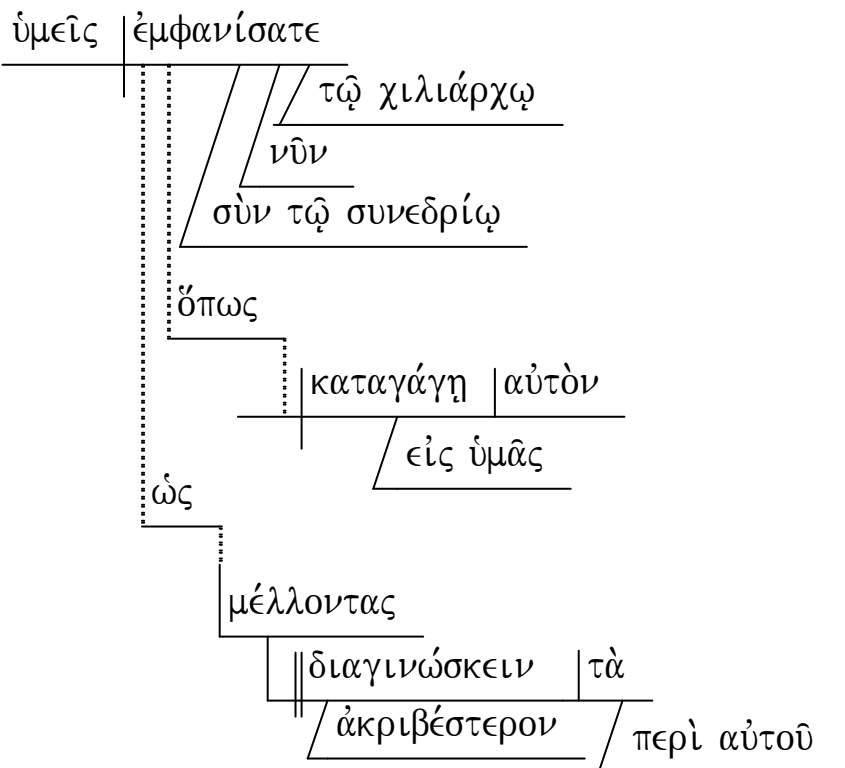 ὑμεῖς ἐμφανίσατε
τῷ χιλιάρχῳ
νῦν
σὺν τῷ συνεδρίῳ
ὅπως
καταγάγῃ αὐτὸν
εἰς ὑμᾶς
ὡς
μέλλοντας
διαγινώσκειν τὰ
ἀκριβέστερον περὶ αὐτοῦ